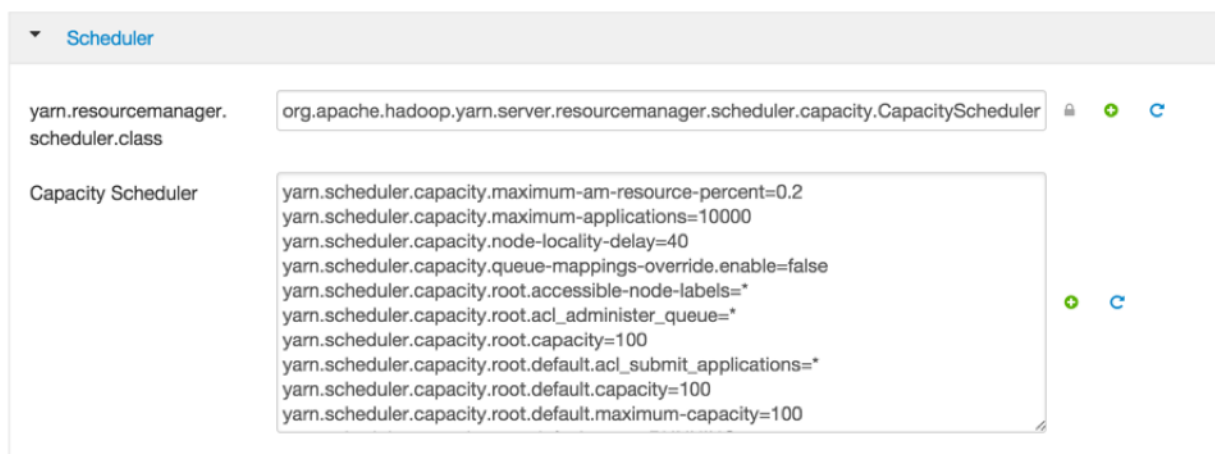 Scheduler
yarn.resourcemanager.
scheduler.class
org.apache.hadoop.yarn.server.resourcemanager.scheduler.capacity.CapacityScheduler
Capacity Scheduler
yarn.scheduler.capacity.maximum-am-resource-percent=0.2
yarn.scheduler.capacity.maximum-applications=10000
yarn.scheduler.capacity.node-locality-delay=40
yarn.scheduler.capacity.queue-mappings-override.enable=false
yarn.scheduler.capacity.root.accessible-node-labels=*
yarn.scheduler.capacity.root.acl_administer_queue=*
yarn.scheduler.capacity.root.capacity=100
yarn.scheduler.capacity.root.default.acl_submit_applications=*
yarn.scheduler.capacity.root.default.capacity=100
yarn.scheduler.capacity.root.default.maximum-capacity=100